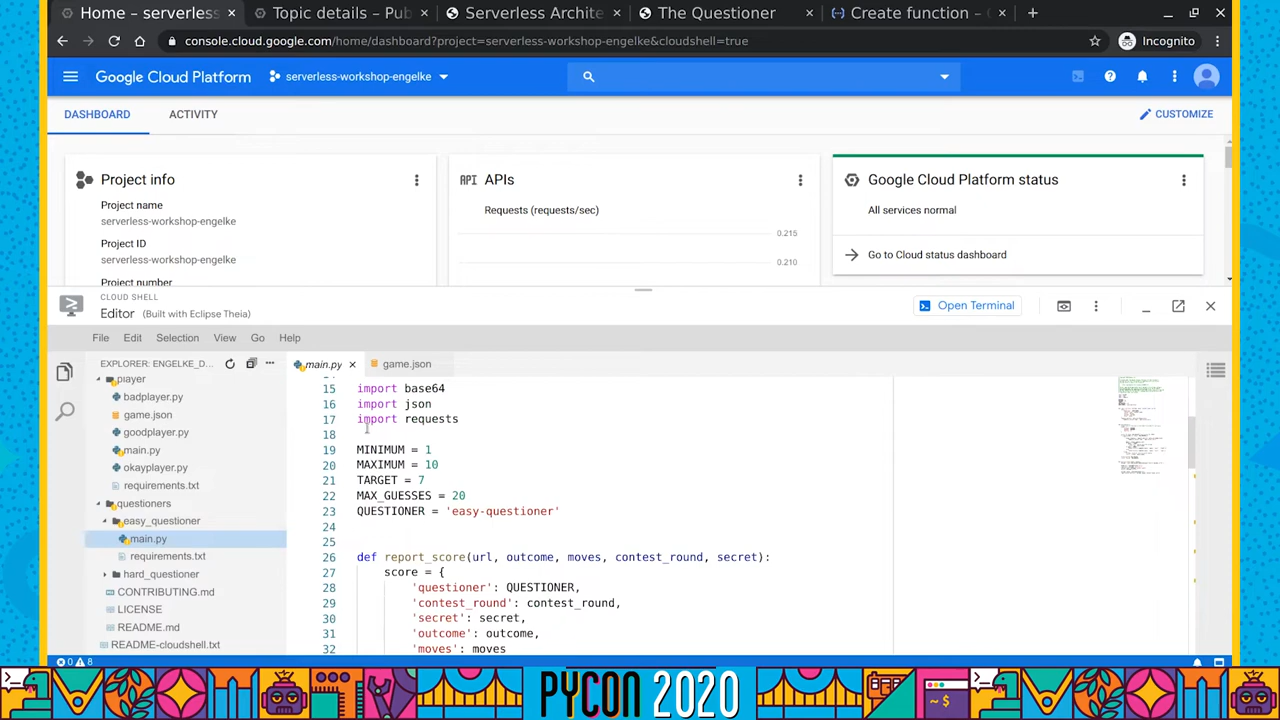 Home – serverless
Topic details – Pub
Serverless Archite
The Questioner
Create function –
console.cloud.google.com/home/dashboard?project=serverless-workshop-engelke&cloudshell=true
Incognito
Google Cloud Platform
serverless-workshop-engelke
DASHBOARD
ACTIVITY
CUSTOMIZE
Project info
Project name
serverless-workshop-engelke
Project ID
serverless-workshop-engelke
Project number
API APIs
Requests (requests/sec)
0.215
0.210
Google Cloud Platform status
All services normal
Go to Cloud status dashboard
CLOUD SHELL
Editor (Built with Eclipse Theia)
Open Terminal
File Edit Selection View Go Help
EXPLORER: ENGELKE_D...
player
badplayer.py
game.json
goodplayer.py
main.py
okayplayer.py
requirements.txt
questioners
easy_questioner
main.py
requirements.txt
hard_questioner
CONTRIBUTING.md
LICENSE
README.md
README-cloudshell.txt
main.py
game.json
15 import base64
16 import json
17 import requests
18
19 MINIMUM = 1
20 MAXIMUM = 10
21 TARGET = 7
22 MAX_GUESSES = 20
23 QUESTIONER = 'easy-questioner'
24
25
26 def report_score(url, outcome, moves, contest_round, secret):
27 score = {
28 'questioner': QUESTIONER,
29 'contest_round': contest_round,
30 'secret': secret,
31 'outcome': outcome,
32 'moves': moves
0 8
PYCON 2020
~ $